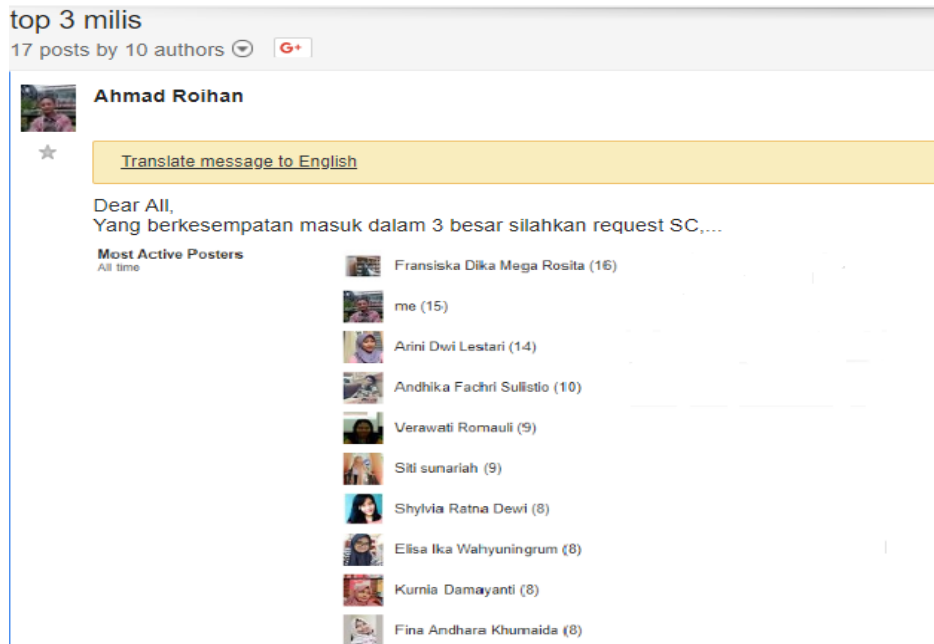 top 3 milis
17 posts by 10 authors
G+
Ahmad Roihan
Translate message to English
Dear All,
Yang berkesempatan masuk dalam 3 besar silahkan request SC,...
Most Active Posters
All time
Fransiska Dika Mega Rosita (16)
me (15)
Arini Dwi Lestari (14)
Andhika Fachri Sulistio (10)
Verawati Romauli (9)
Siti sunariah (9)
Shylvia Ratna Dewi (8)
Elisa Ika Wahyuningrum (8)
Kurnia Damayanti (8)
Fina Andhara Khumaida (8)